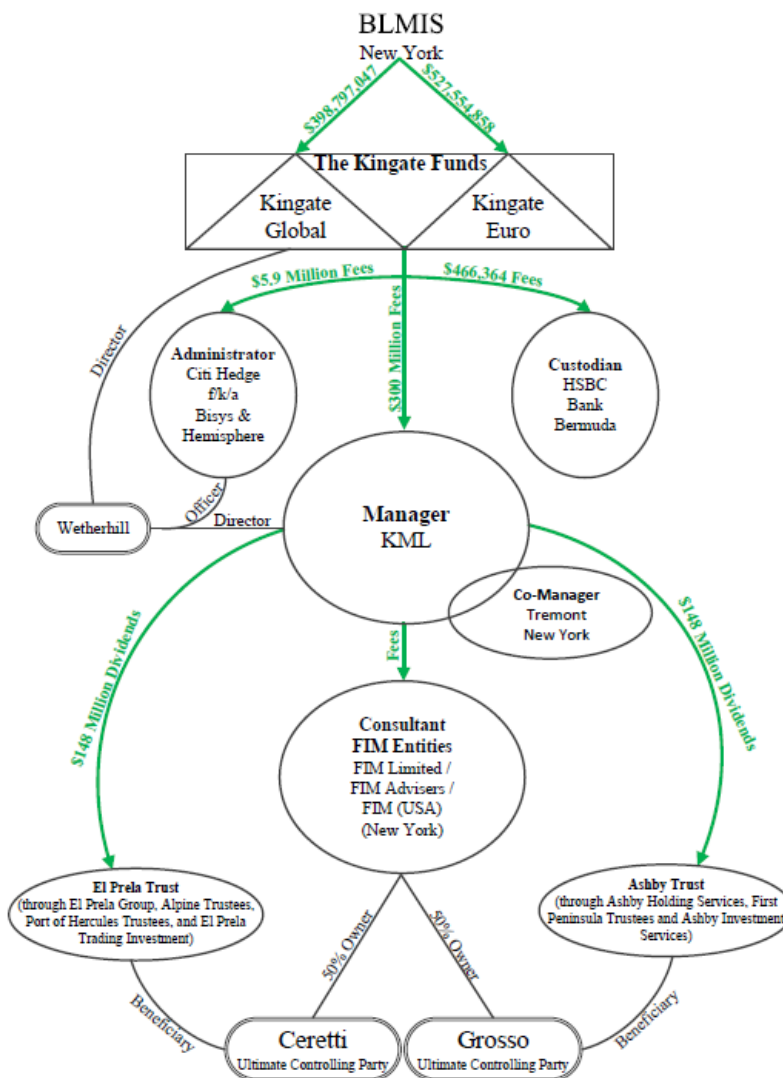 BLMIS
New York
$398,797,047
$527,554,858
The Kingate Funds
Kingate
Global
Kingate
Euro
$5.9 Million Fees
$466,364 Fees
$300 Million Fees
Director
Administrator
Citi Hedge
f/k/a
Bisys &
Hemisphere
Custodian
HSBC
Bank
Bermuda
Officer
Wetherhill
Director
Manager
KML
Co-Manager
Tremont
New York
$148 Million Dividends
$148 Million Dividends
Fees
Consultant
FIM Entities
FIM Limited /
FIM Advisers /
FIM (USA)
(New York)
El Prela Trust
(through El Prela Group, Alpine Trustees,
Port of Hercules Trustees, and El Prela
Trading Investment)
Ashby Trust
(through Ashby Holding Services, First
Peninsula Trustees and Ashby Investment
Services)
50% Owner
50% Owner
Beneficiary
Beneficiary
Ceretti
Ultimate Controlling Party
Grosso
Ultimate Controlling Party